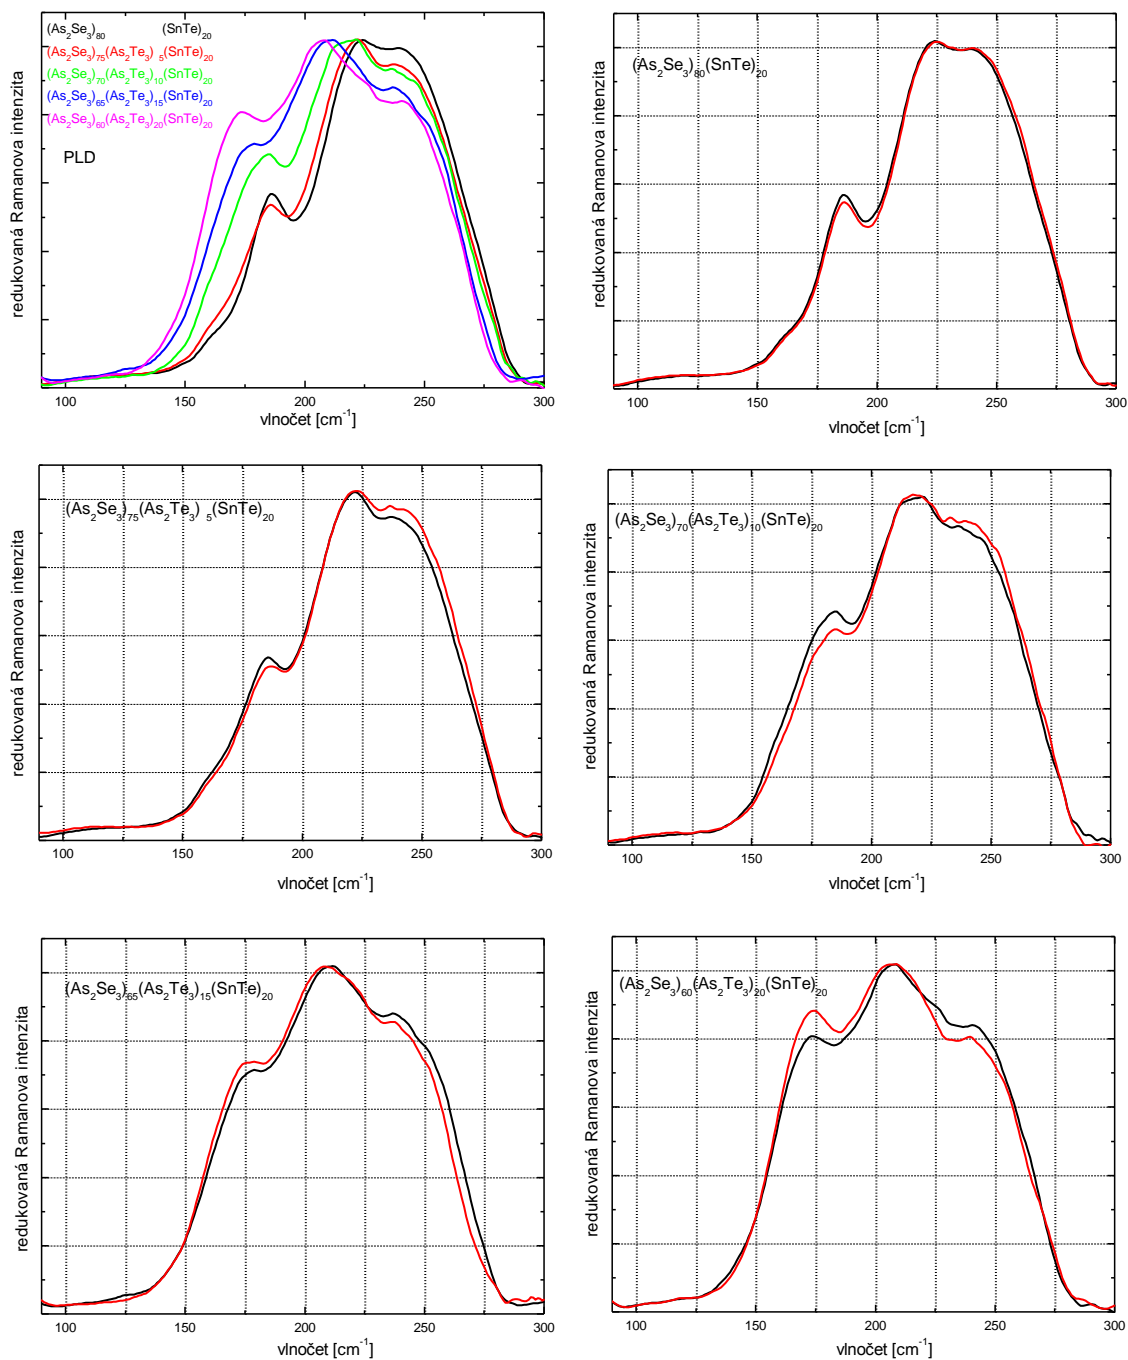 (As2Se3)80 (SnTe)20
(As2Se3)75(As2Te3) 5(SnTe)20
(As2Se3)70(As2Te3)10(SnTe)20
(As2Se3)65(As2Te3)15(SnTe)20
(As2Se3)60(As2Te3)20(SnTe)20
PLD
redukovaná Ramanova intenzita
100 150 200 250 300
vlnočet [cm-1]
(As2Se3)80(SnTe)20
redukovaná Ramanova intenzita
100 150 200 250 300
vlnočet [cm-1]
(As2Se3)75(As2Te3) 5(SnTe)20
redukovaná Ramanova intenzita
100 150 200 250 300
vlnočet [cm-1]
(As2Se3)70(As2Te3)10(SnTe)20
redukovaná Ramanova intenzita
100 150 200 250 300
vlnočet [cm-1]
(As2Se3)65(As2Te3)15(SnTe)20
redukovaná Ramanova intenzita
100 150 200 250 300
vlnočet [cm-1]
(As2Se3)60(As2Te3)20(SnTe)20
redukovaná Ramanova intenzita
100 150 200 250 300
vlnočet [cm-1]